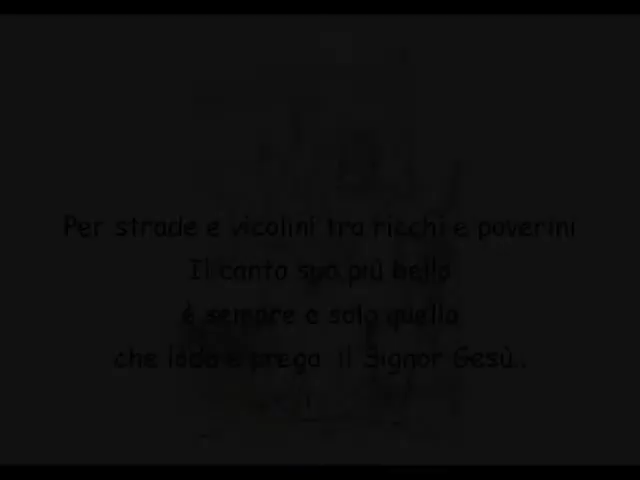 Per strade e vicolini tra ricchi e poverini
Il canto suo più bello
è sempre e solo quello
che loda e prega il Signor Gesù..